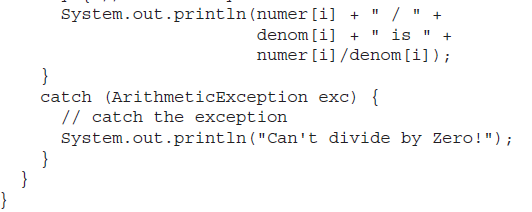 System.out.println(numer[i] + " / " +
denom[i] + " is " +
numer[i]/denom[i]);
}
catch (ArithmeticException exc) {
// catch the exception
System.out.println("Can't divide by Zero!");
}
}
}